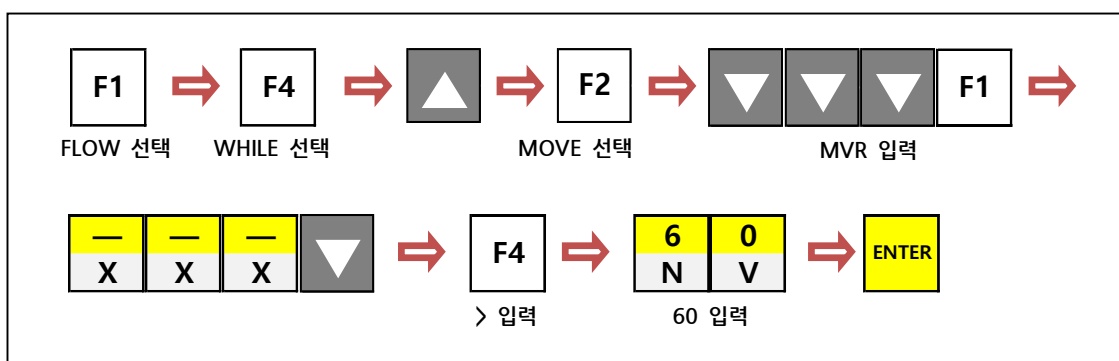 F1 F4 F2 F1
FLOW 선택 WHILE 선택 MOVE 선택 MVR 입력
— — — F4 6 0 ENTER
X X X N V
> 입력 60 입력